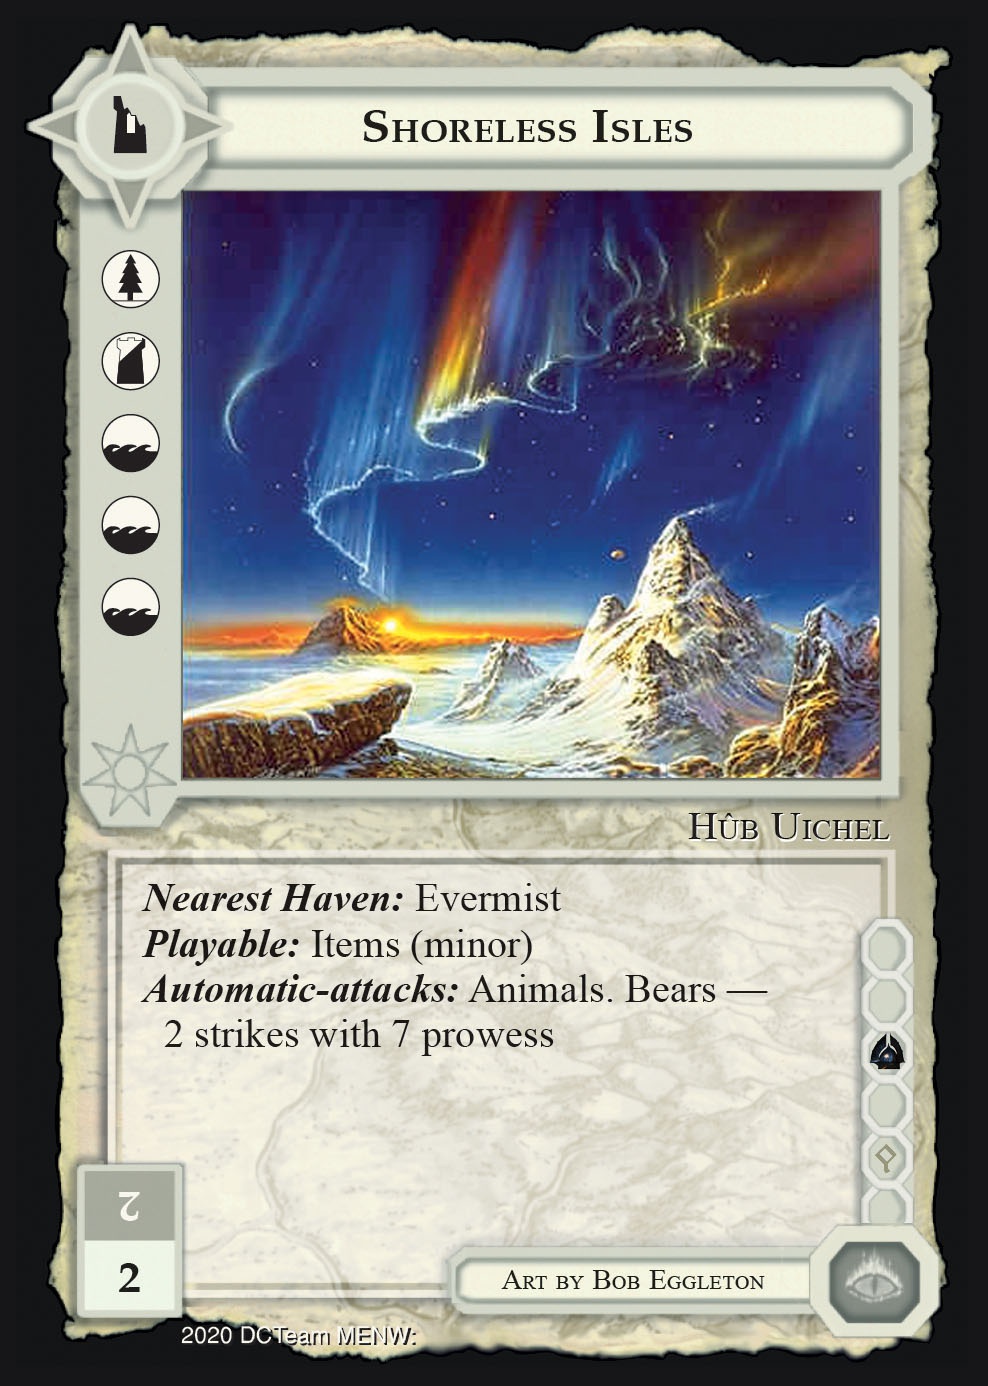 Shoreless Isles
Hûb Uichel
Nearest Haven: Evermist
Playable: Items (minor)
Automatic-attacks: Animals. Bears —
2 strikes with 7 prowess
2
2
Art by Bob Eggleton
2020 DCTeam MENW: